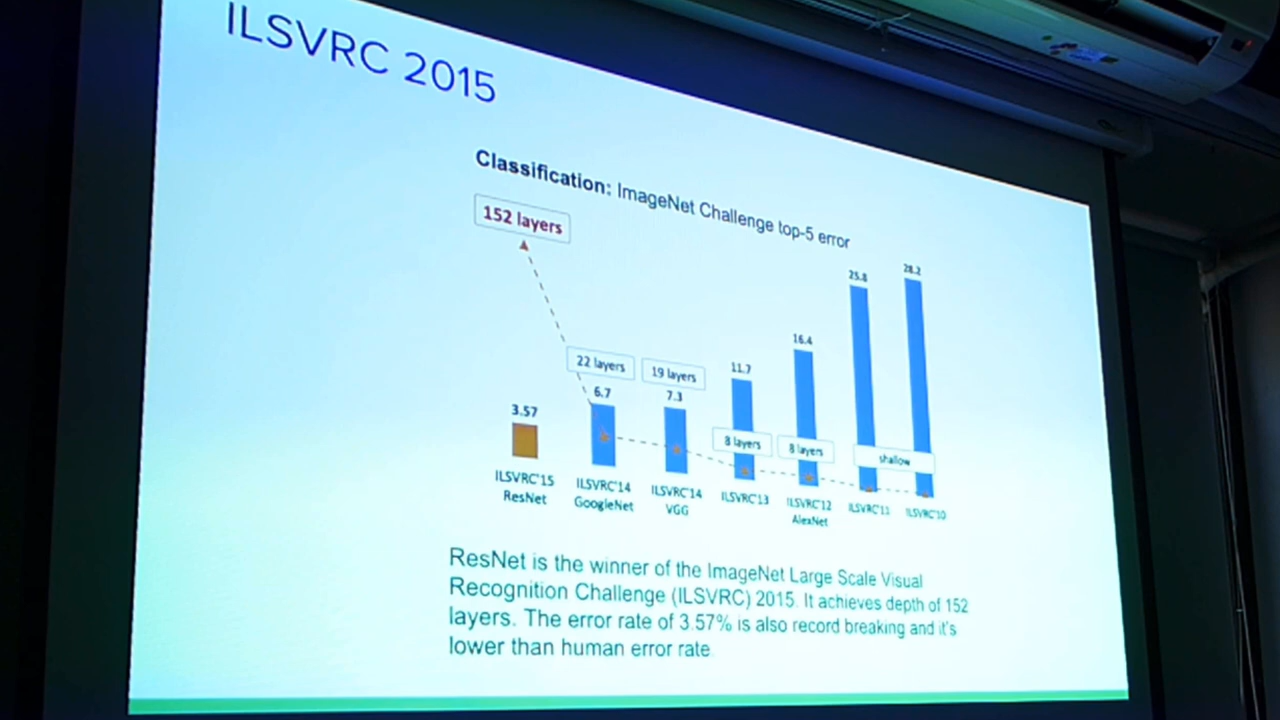 ILSVRC 2015
Classification: ImageNet Challenge top-5 error
152 layers
28.2
25.8
16.4
22 layers
19 layers
11.7
6.7
7.3
3.57
8 layers
8 layers
shallow
ILSVRC'15
ResNet
ILSVRC'14
GoogleNet
ILSVRC'14
VGG
ILSVRC'13
ILSVRC'12
AlexNet
ILSVRC'11
ILSVRC'10
ResNet is the winner of the ImageNet Large Scale Visual
Recognition Challenge (ILSVRC) 2015. It achieves depth of 152
layers. The error rate of 3.57% is also record breaking and it's
lower than human error rate